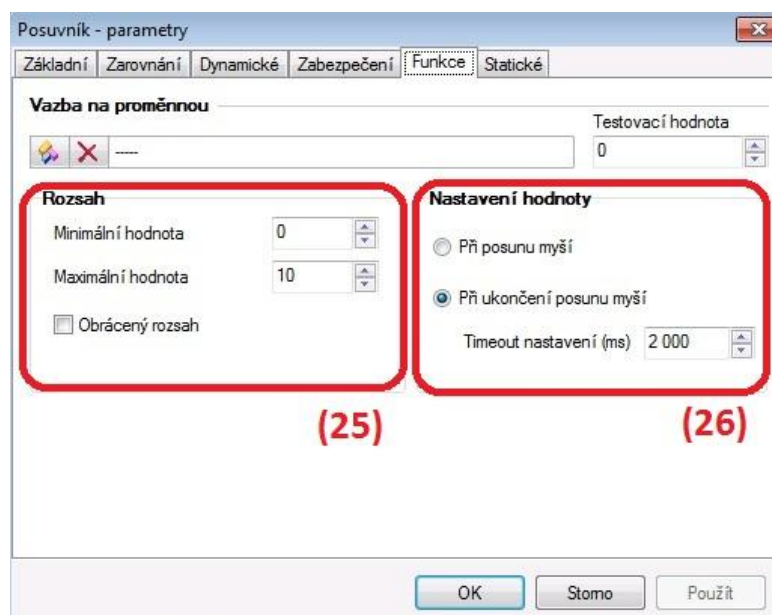 Posuvník - parametry
Základní Zarovnání Dynamické Zabezpečení Funkce Statické
Vazba na proměnnou
Testovací hodnota
----- 0
Rozsah
Minimální hodnota 0
Maximální hodnota 10
Obrácený rozsah
Nastavení hodnoty
Při posunu myší
Při ukončení posunu myší
Timeout nastavení (ms) 2 000
(25)
(26)
OK Storno Použít